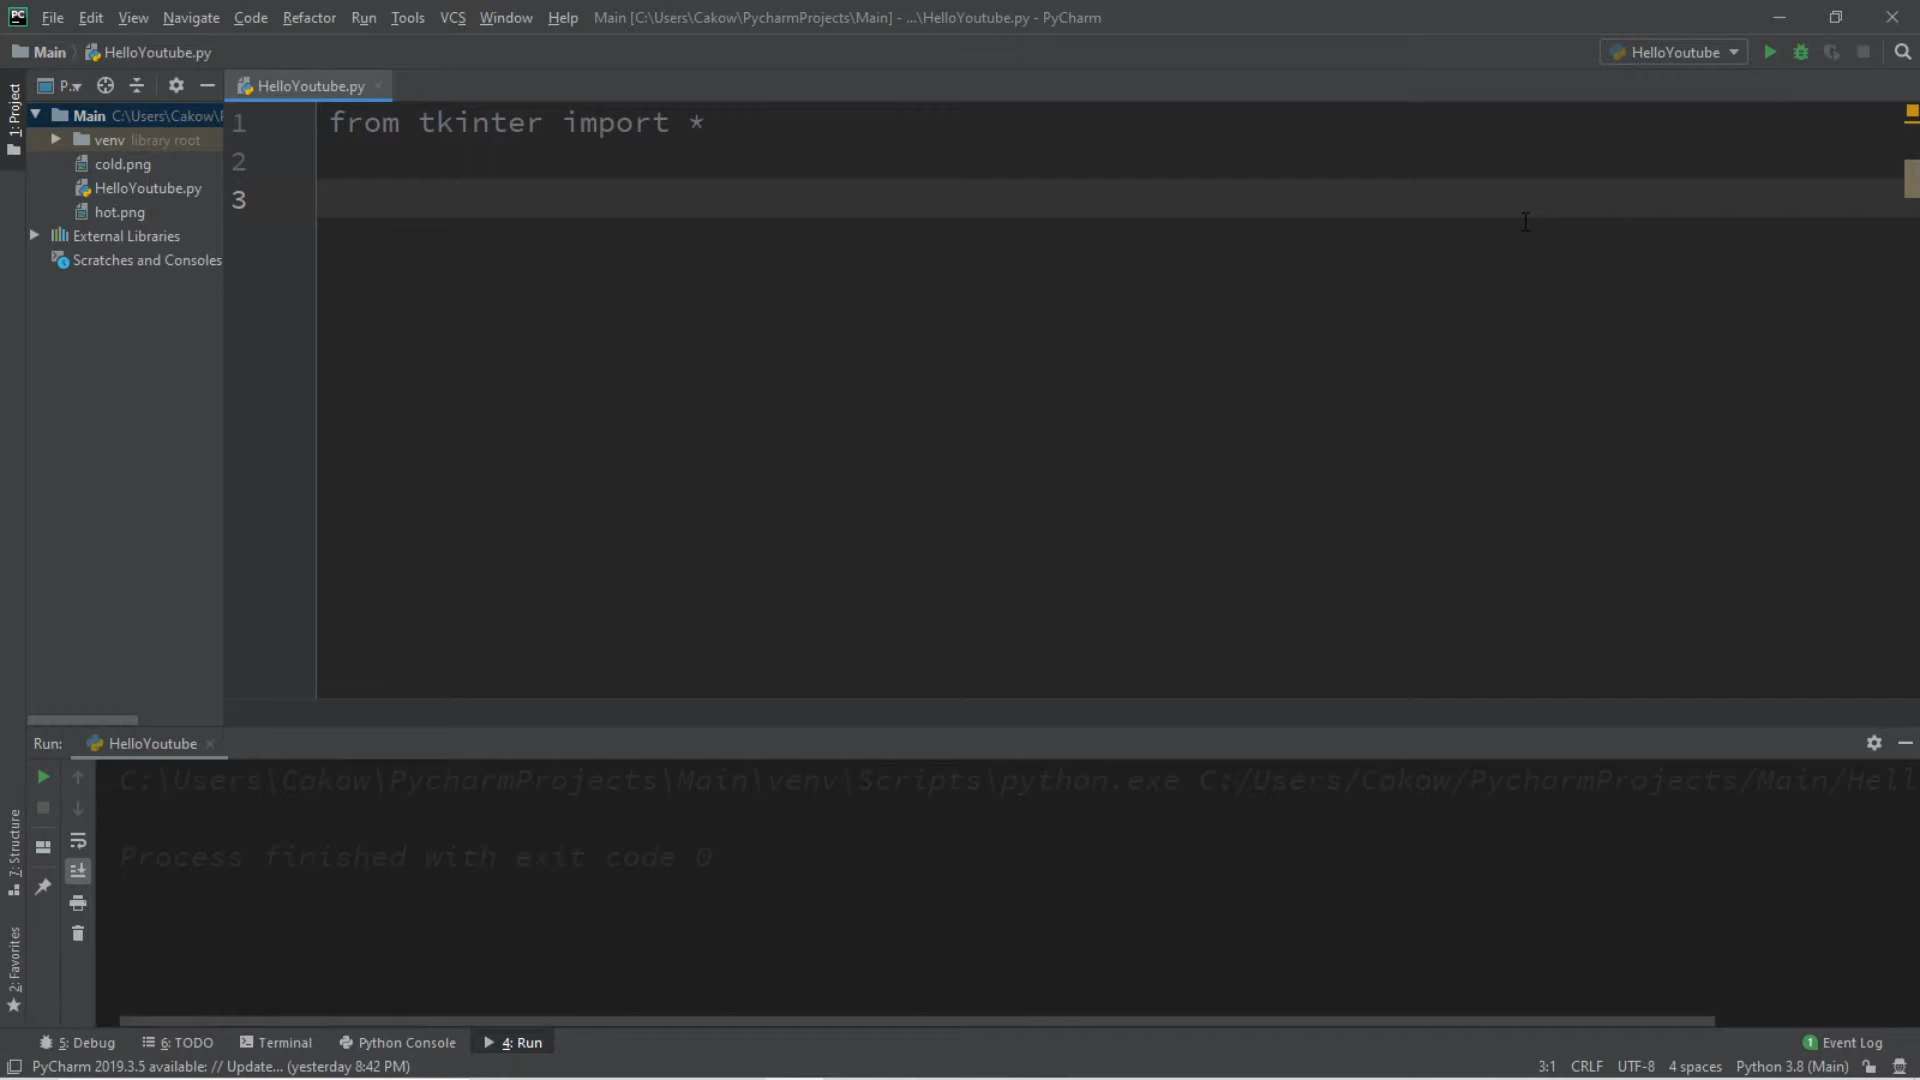 PC File Edit View Navigate Code Refactor Run Tools VCS Window Help Main [C:\Users\Cakow\PycharmProjects\Main] - ...\HelloYoutube.py - PyCharm
Main HelloYoutube.py HelloYoutube
1: Project
P... HelloYoutube.py
Main C:\Users\Cakow\
venv library root
cold.png
HelloYoutube.py
hot.png
External Libraries
Scratches and Consoles
1 from tkinter import *
2
3
Run: HelloYoutube
C:\Users\Cakow\PycharmProjects\Main\venv\Scripts\python.exe C:/Users/Cakow/PycharmProjects/Main/Hell
Process finished with exit code 0
7: Structure
2: Favorites
5: Debug 6: TODO Terminal Python Console 4: Run 1 Event Log
PyCharm 2019.3.5 available: // Update... (yesterday 8:42 PM) 3:1 CRLF UTF-8 4 spaces Python 3.8 (Main)